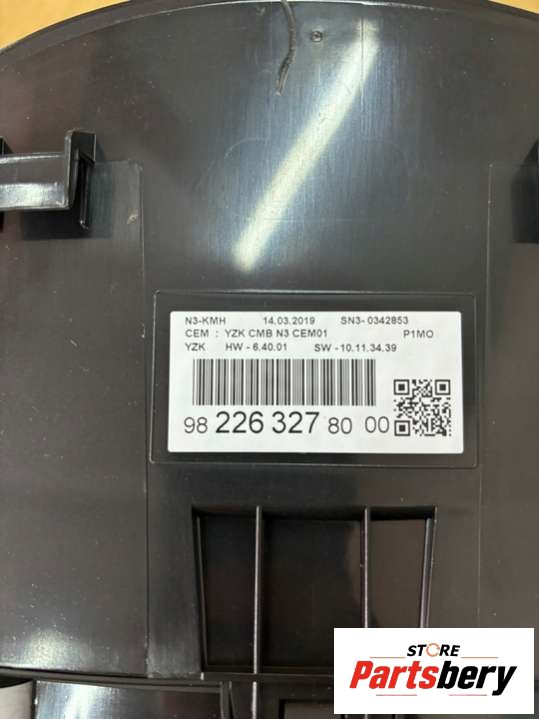 N3-KMH 14.03.2019 SN3- 0342853
CEM : YZK CMB N3 CEM01 P1MO
YZK HW - 6.40.01 SW - 10.11.34.39
98 226 327 80 00
STORE
Partsbery